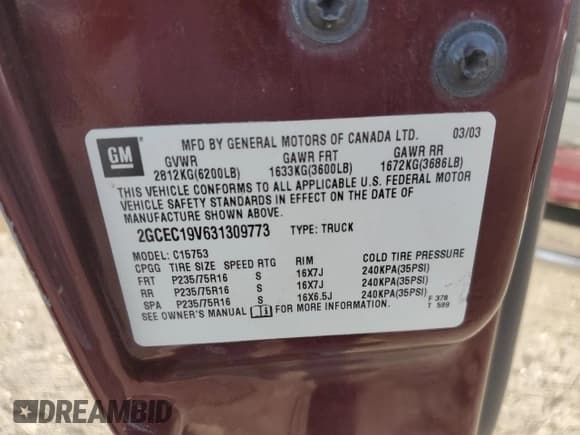 GM
MFD BY GENERAL MOTORS OF CANADA LTD. 03/03
GVWR GAWR FRT GAWR RR
2812KG(6200LB) 1633KG(3600LB) 1672KG(3686LB)
THIS VEHICLE CONFORMS TO ALL APPLICABLE U.S. FEDERAL MOTOR
VEHICLE SAFETY STANDARDS IN EFFECT ON THE DATE OF
MANUFACTURE SHOWN ABOVE.
2GCEC19V631309773 TYPE: TRUCK
MODEL: C15753
CPGG TIRE SIZE SPEED RTG RIM COLD TIRE PRESSURE
FRT P235/75R16 S 16X7J 240KPA(35PSI)
RR P235/75R16 S 16X7J 240KPA(35PSI)
SPA P235/75R16 S 16X6.5J 240KPA(35PSI)
SEE OWNER'S MANUAL FOR MORE INFORMATION
F 378
T 599
DREAMBID